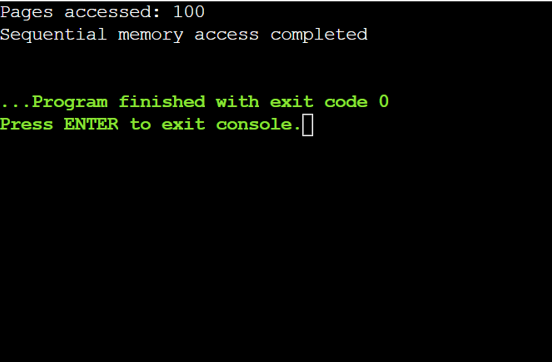 Pages accessed: 100
Sequential memory access completed
...Program finished with exit code 0
Press ENTER to exit console.